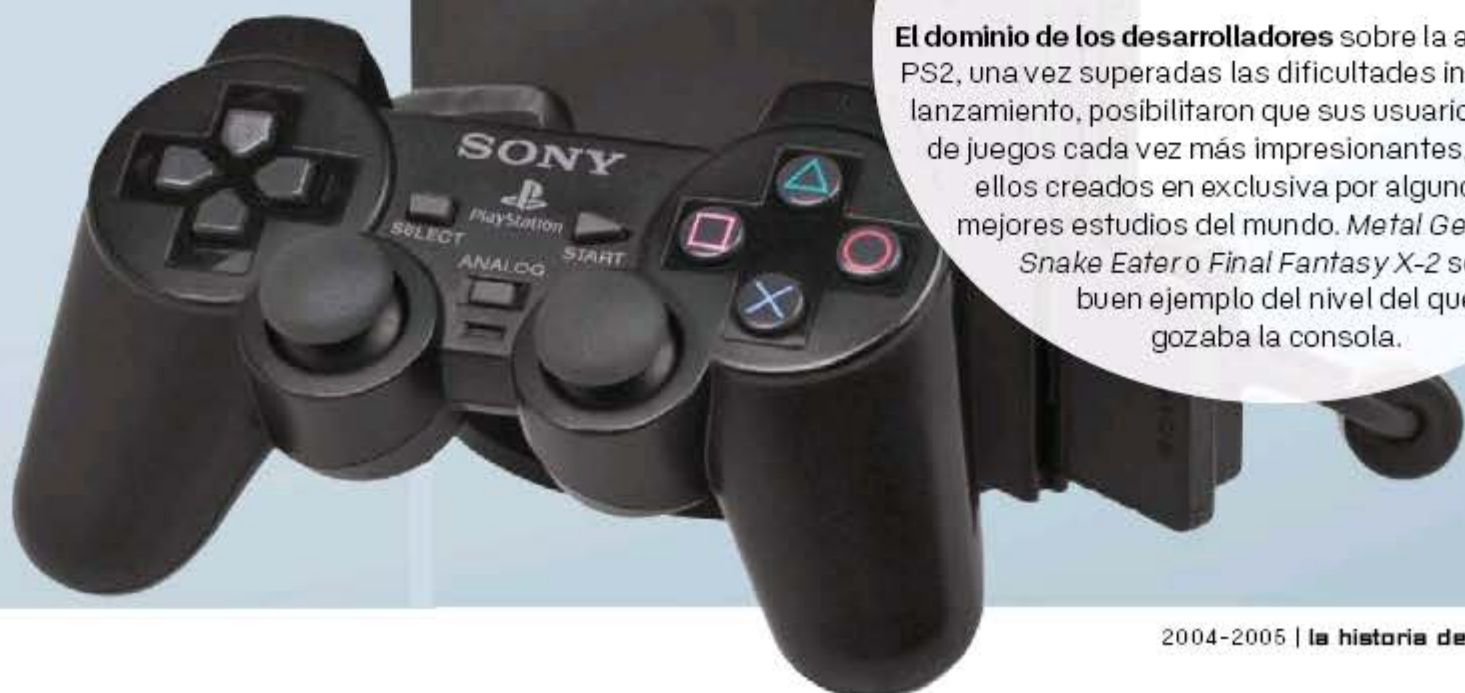 El dominio de los desarrolladores sobre la a
PS2, una vez superadas las dificultades in
lanzamiento, posibilitaron que sus usuario
de juegos cada vez más impresionantes,
ellos creados en exclusiva por alguno
mejores estudios del mundo. Metal Ge
Snake Eater o Final Fantasy X-2 s
buen ejemplo del nivel del que
gozaba la consola.
SONY
PlayStation
SELECT
START
ANALOG
2004-2005 | la historia de